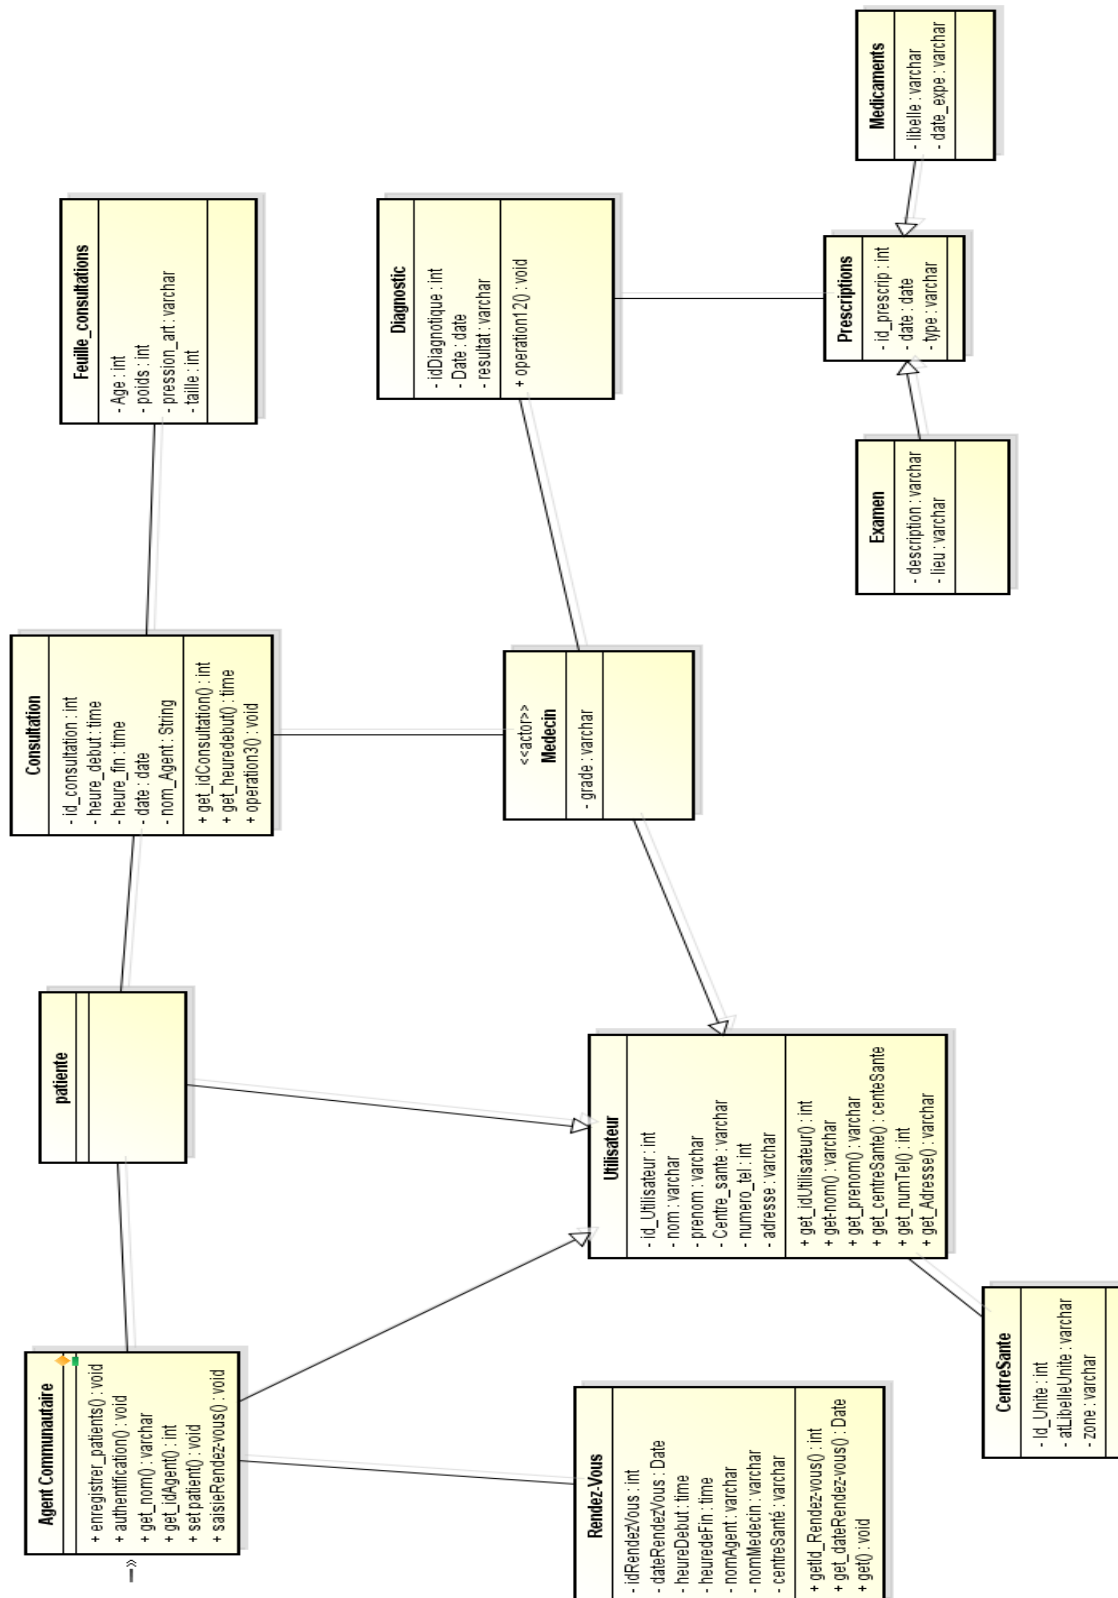 Agent Communautaire
+ enregistrer_patients() : void
+ authentification() : void
+ get_nom() : varchar
+ get_idAgent() : int
+ set patient() : void
+ saisieRendez-vous() : void
patiente
Consultation
- id_consultation : int
- heure_debut : time
- heure_fin : time
- date : date
- nom_Agent : String
+ get_idConsultation() : int
+ get_heuredebut() : time
+ operation3() : void
Feuille_consultations
- Age : int
- poids : int
- pression_art : varchar
- taille : int
Rendez-Vous
- idRendezVous : int
- dateRendezVous : Date
- heureDebut : time
- heuredeFin : time
- nomAgent : varchar
- nomMedecin : varchar
- centreSanté : varchar
+ getId_Rendez-vous() : int
+ get_dateRendez-vous() : Date
+ get() : void
Utilisateur
- id_Utilisateur : int
- nom : varchar
- prenom : varchar
- Centre_sante : varchar
- numero_tel : int
- adresse : varchar
+ get_idUtilisateur() : int
+ get-nom() : varchar
+ get_prenom() : varchar
+ get_centreSante() : centeSante
+ get_numTel() : int
+ get_Adresse() : varchar
<<actor>>
Medecin
- grade : varchar
Diagnostic
- idDiagnotique : int
- Date : date
- resultat : varchar
+ operation12() : void
CentreSante
- Id_Unite : int
- atLibelleUnite : varchar
- zone : varchar
Examen
- description : varchar
- lieu : varchar
Prescriptions
- id_prescrip : int
- date : date
- type : varchar
Medicaments
- libelle : varchar
- date_expe : varchar